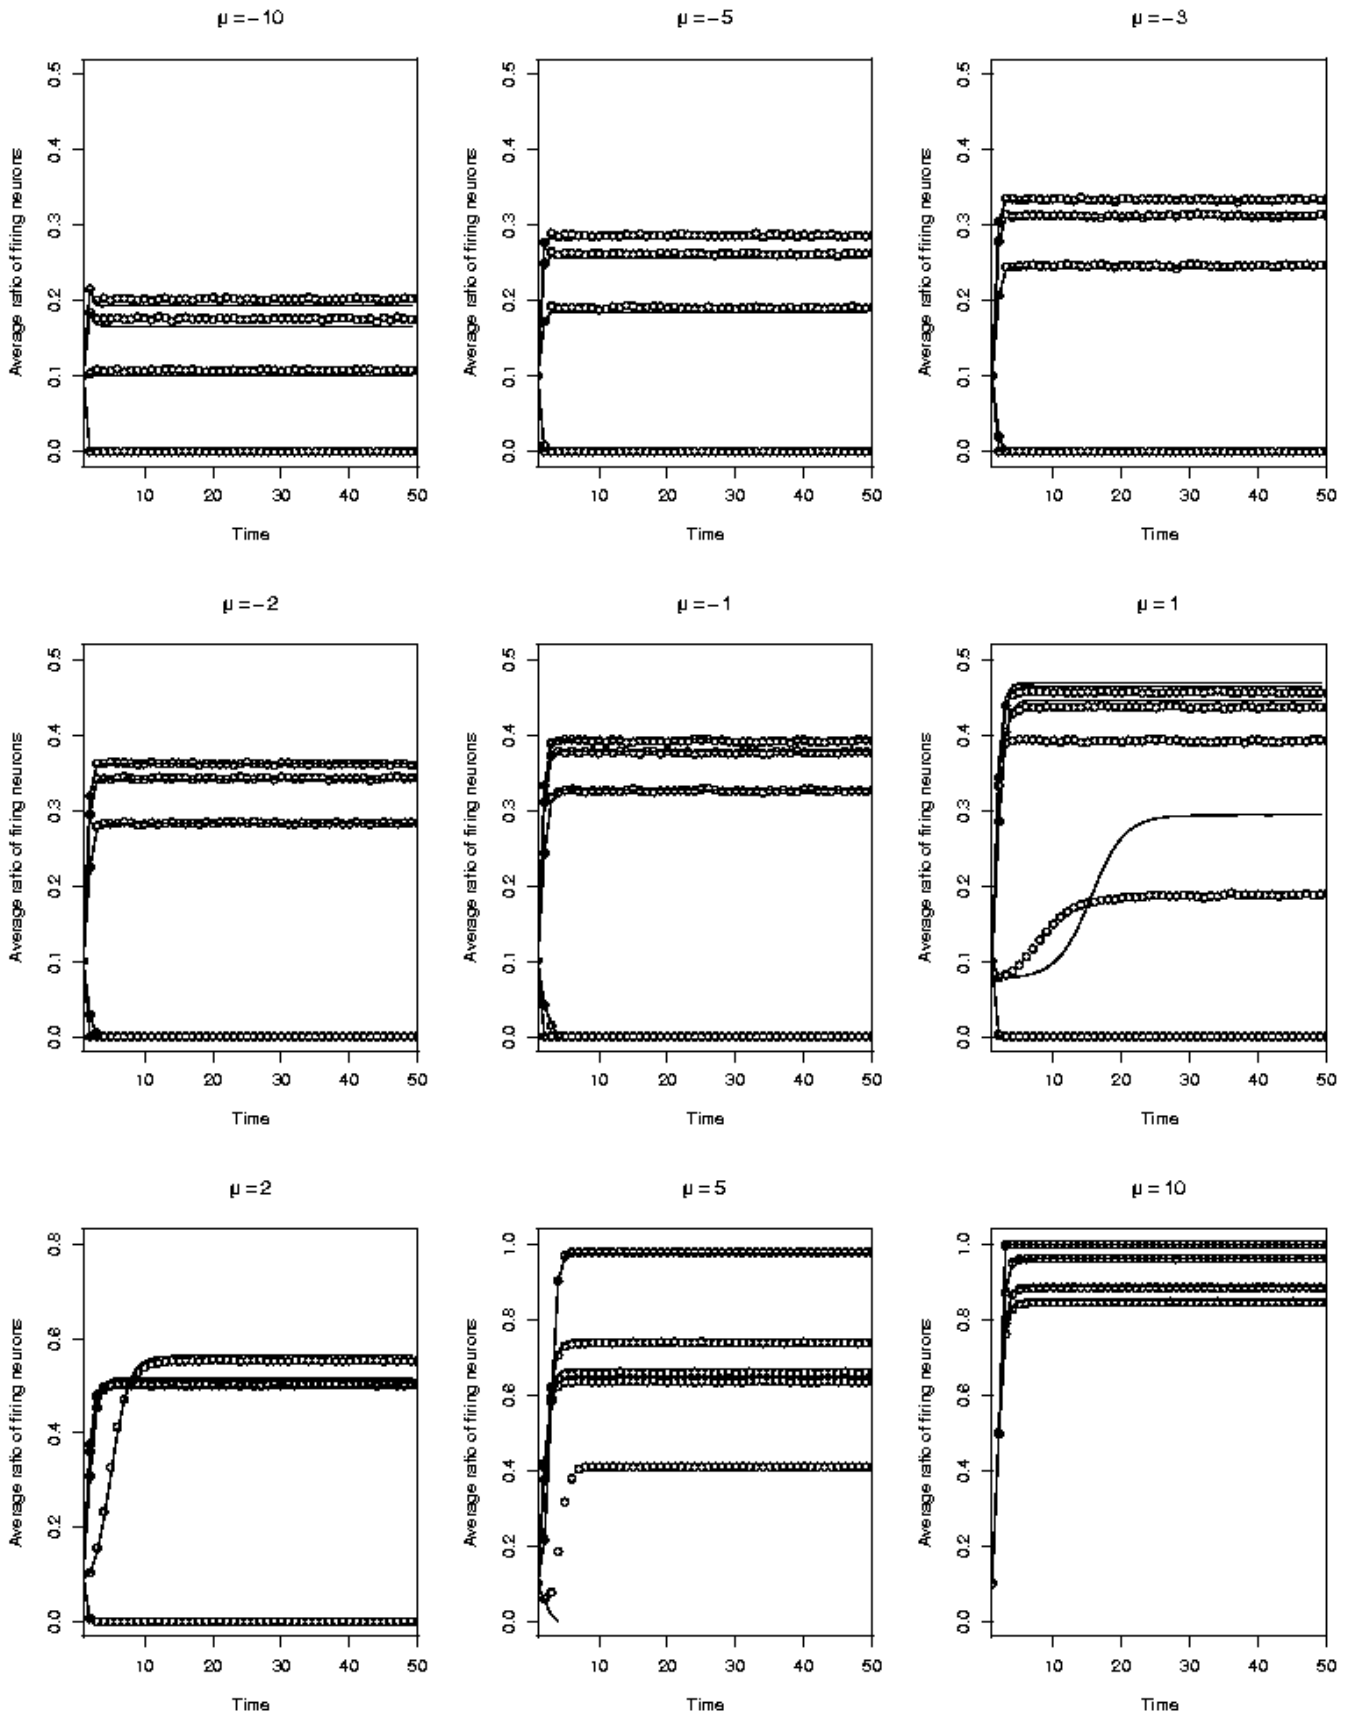 μ = −10
μ = −5
μ = −3
Average ratio of firing neurons
0.0 0.1 0.2 0.3 0.4 0.5
10 20 30 40 50
Time
Average ratio of firing neurons
0.0 0.1 0.2 0.3 0.4 0.5
10 20 30 40 50
Time
Average ratio of firing neurons
0.0 0.1 0.2 0.3 0.4 0.5
10 20 30 40 50
Time
μ = −2
μ = −1
μ = 1
Average ratio of firing neurons
0.0 0.1 0.2 0.3 0.4 0.5
10 20 30 40 50
Time
Average ratio of firing neurons
0.0 0.1 0.2 0.3 0.4 0.5
10 20 30 40 50
Time
Average ratio of firing neurons
0.0 0.1 0.2 0.3 0.4 0.5
10 20 30 40 50
Time
μ = 2
μ = 5
μ = 10
Average ratio of firing neurons
0.0 0.2 0.4 0.6 0.8
10 20 30 40 50
Time
Average ratio of firing neurons
0.0 0.2 0.4 0.6 0.8 1.0
10 20 30 40 50
Time
Average ratio of firing neurons
0.0 0.2 0.4 0.6 0.8 1.0
10 20 30 40 50
Time